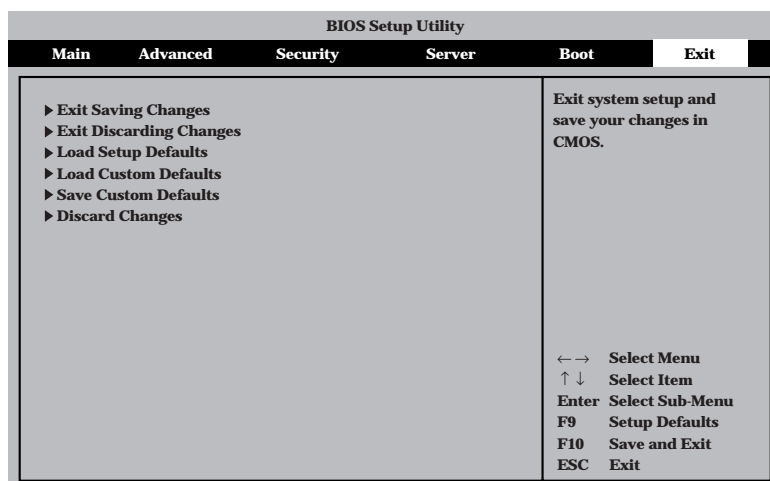 BIOS Setup Utility
Main Advanced Security Server Boot Exit
▶ Exit Saving Changes
▶ Exit Discarding Changes
▶ Load Setup Defaults
▶ Load Custom Defaults
▶ Save Custom Defaults
▶ Discard Changes
Exit system setup and
save your changes in
CMOS.
←→ Select Menu
↑↓ Select Item
Enter Select Sub-Menu
F9 Setup Defaults
F10 Save and Exit
ESC Exit